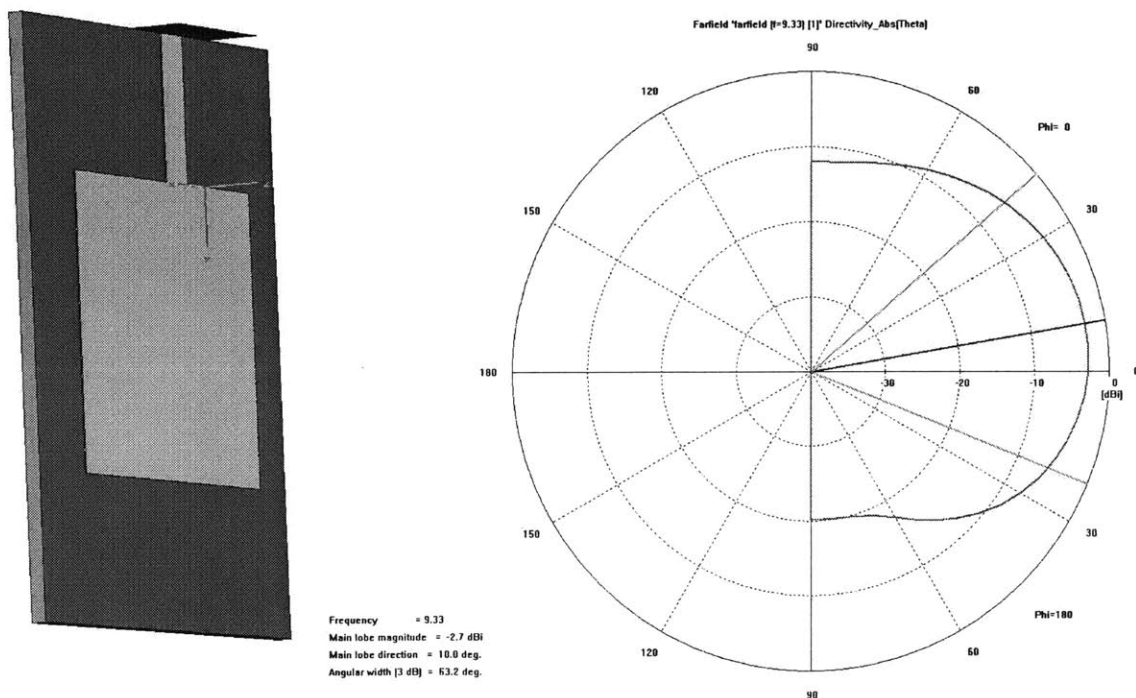 Farfield 'farfield (f=9.33) [1]' Directivity_Abs(Theta)
90
120
60
Phi= 0
150
30
180
-30
-20
-10
0
0
[dBi]
150
30
Phi=180
120
60
90
Frequency = 9.33
Main lobe magnitude = -2.7 dBi
Main lobe direction = 10.0 deg.
Angular width (3 dB) = 63.2 deg.